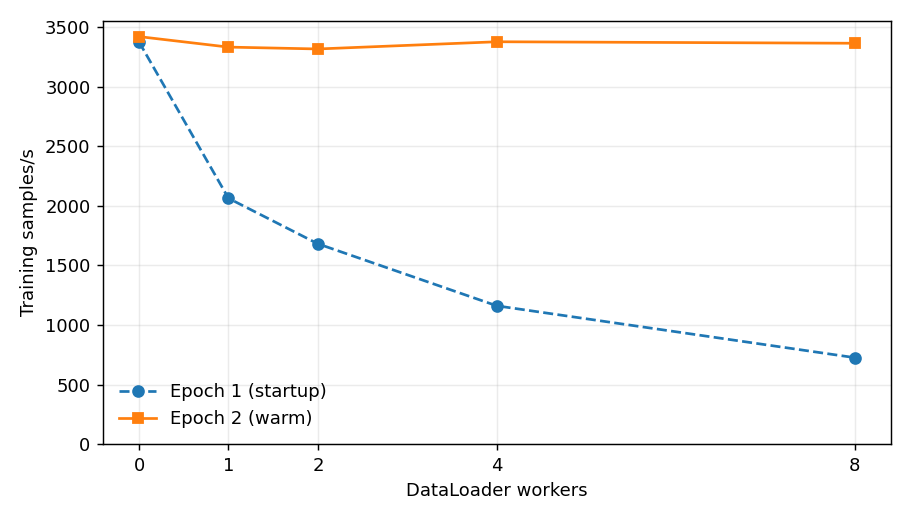 3500
3000
2500
2000
1500
1000
500
0
Training samples/s
Epoch 1 (startup)
Epoch 2 (warm)
0 1 2 4 8
DataLoader workers